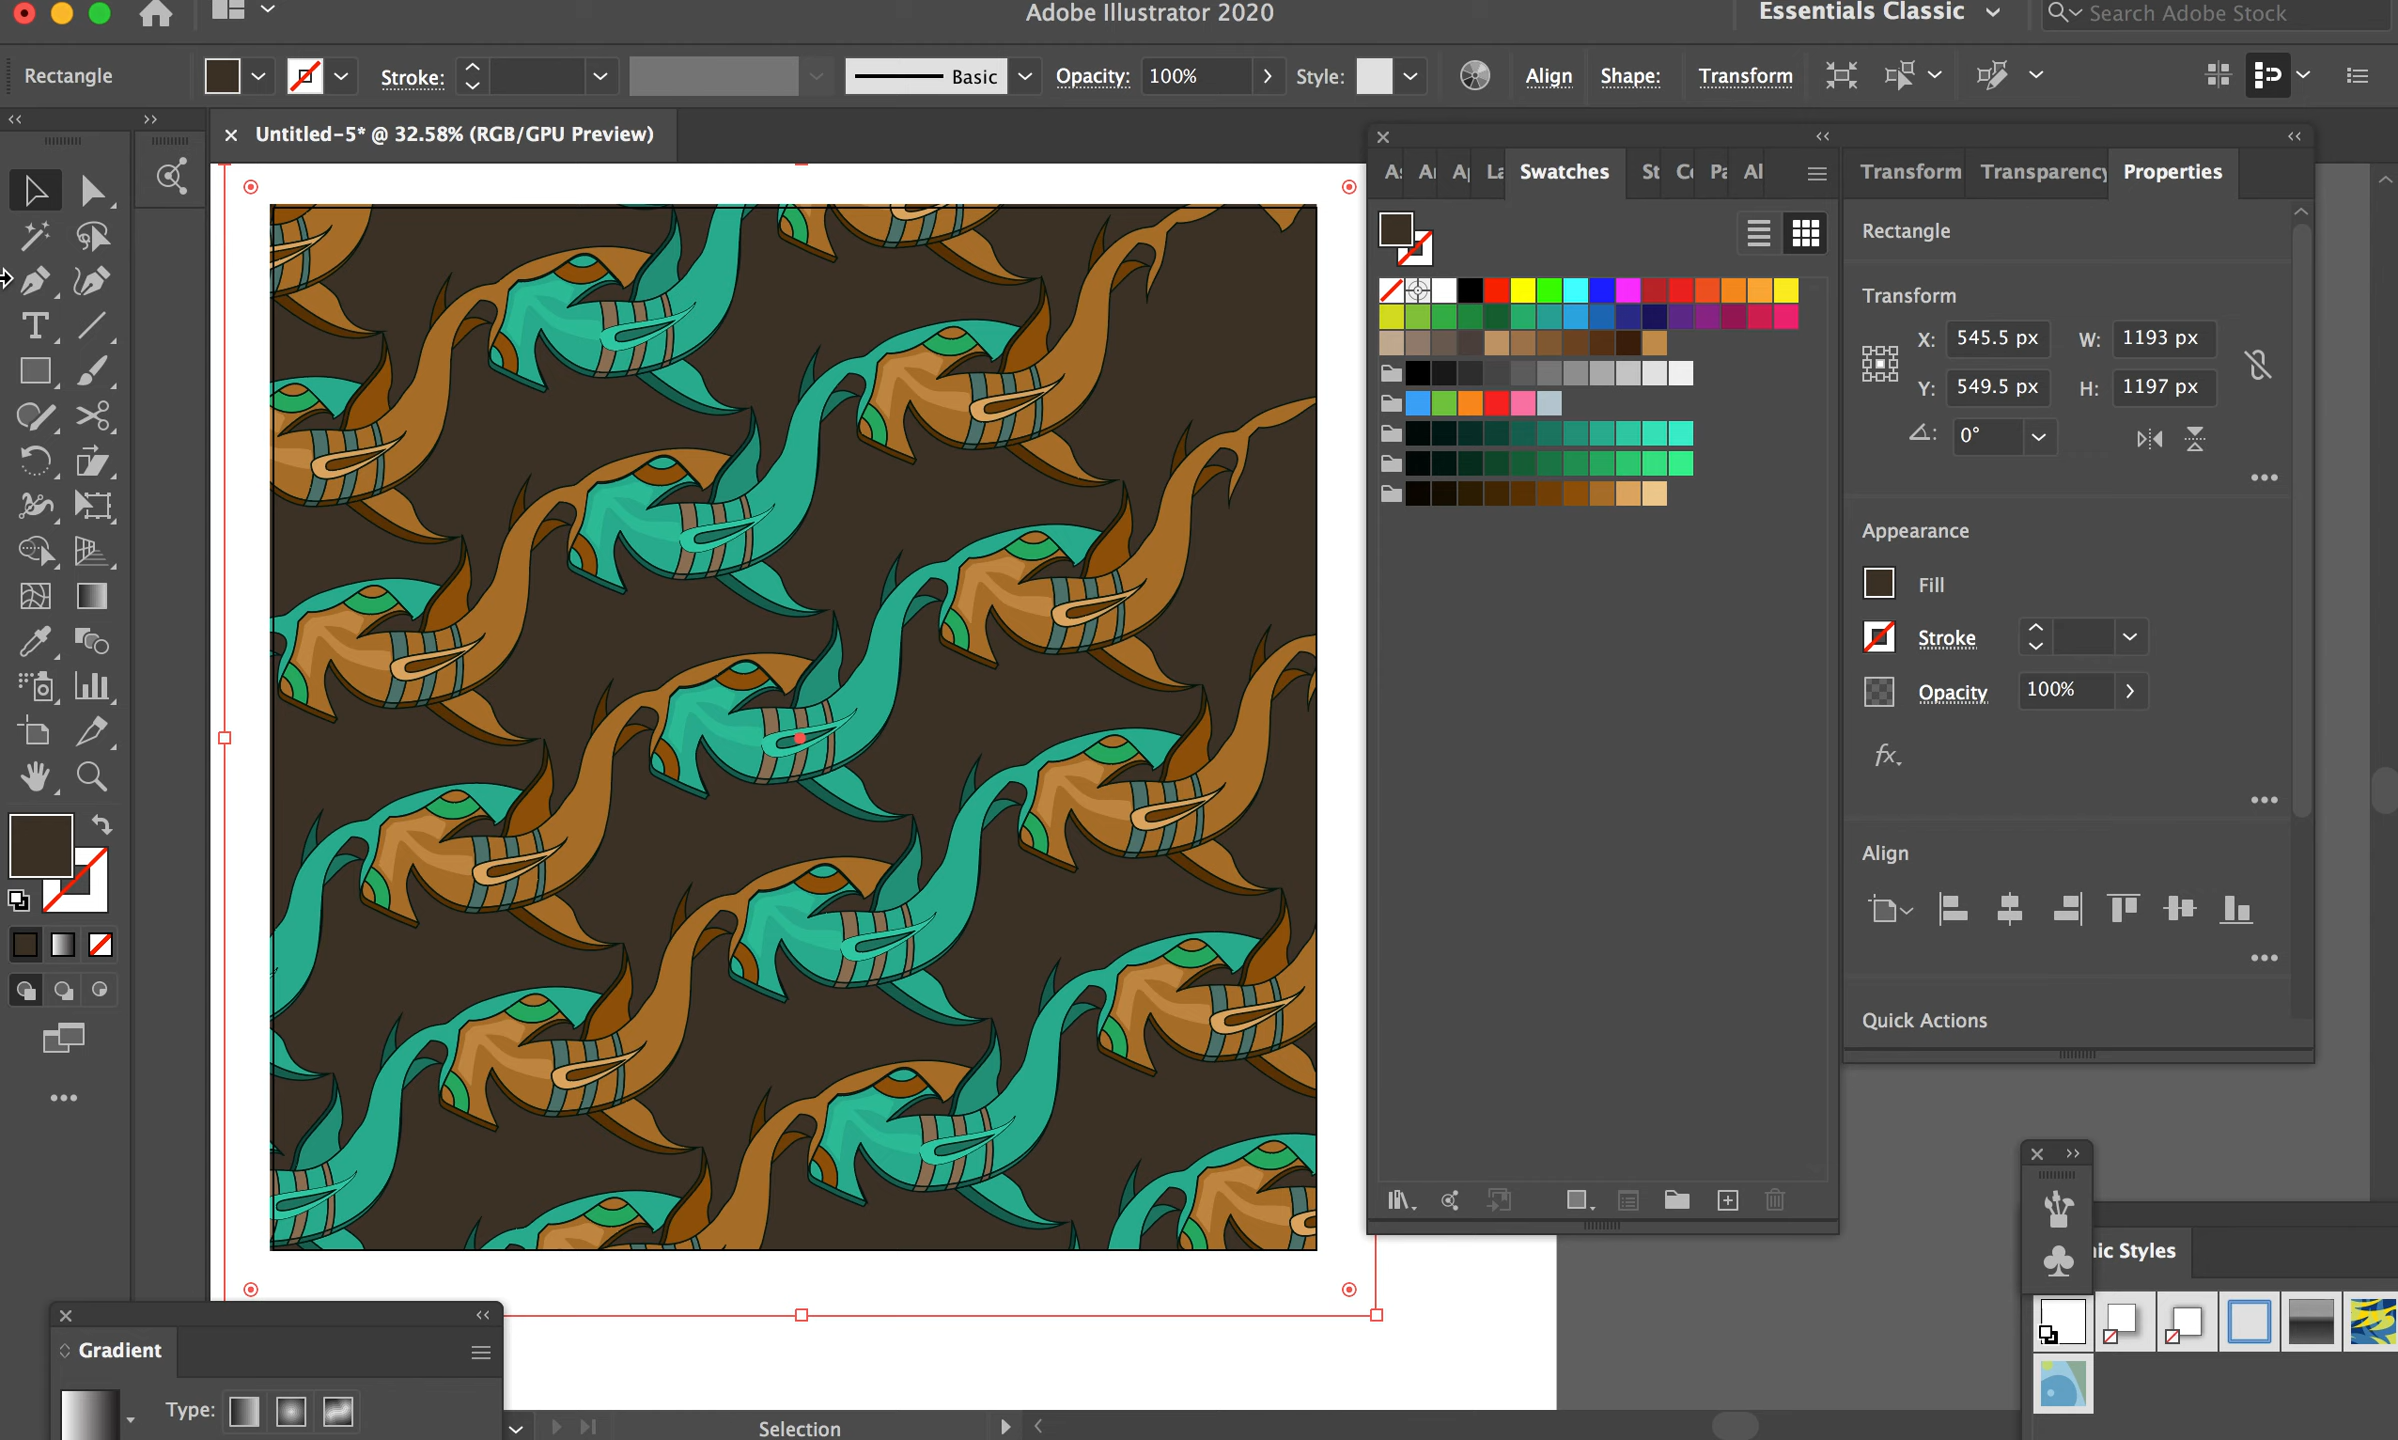 Adobe Illustrator 2020
Essentials Classic
Search Adobe Stock
Rectangle
Stroke:
Basic
Opacity:
100%
Style:
Align
Shape:
Transform
Untitled-5* @ 32.58% (RGB/GPU Preview)
Swatches
St
Al
Transform
Transparency
Properties
Rectangle
Transform
X:
545.5 px
W:
1193 px
Y:
549.5 px
H:
1197 px
0°
Appearance
Fill
Stroke
Opacity
100%
fx.
Align
Quick Actions
ic Styles
Gradient
Type:
Selection